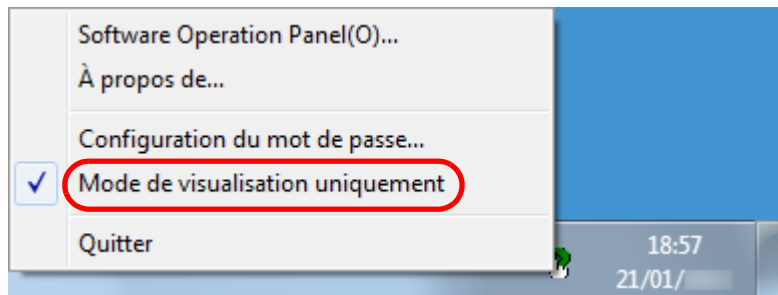 Software Operation Panel(O)...
À propos de...
Configuration du mot de passe...
Mode de visualisation uniquement
Quitter
18:57
21/01/